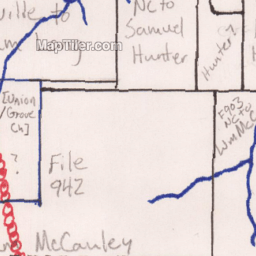 ville to
NC to
Samuel
Hunter
Hunter ?
MapTiler.com
[Union
/Grove
Ch]
?
File
942
F903
NC to
Wm McC
McCauley